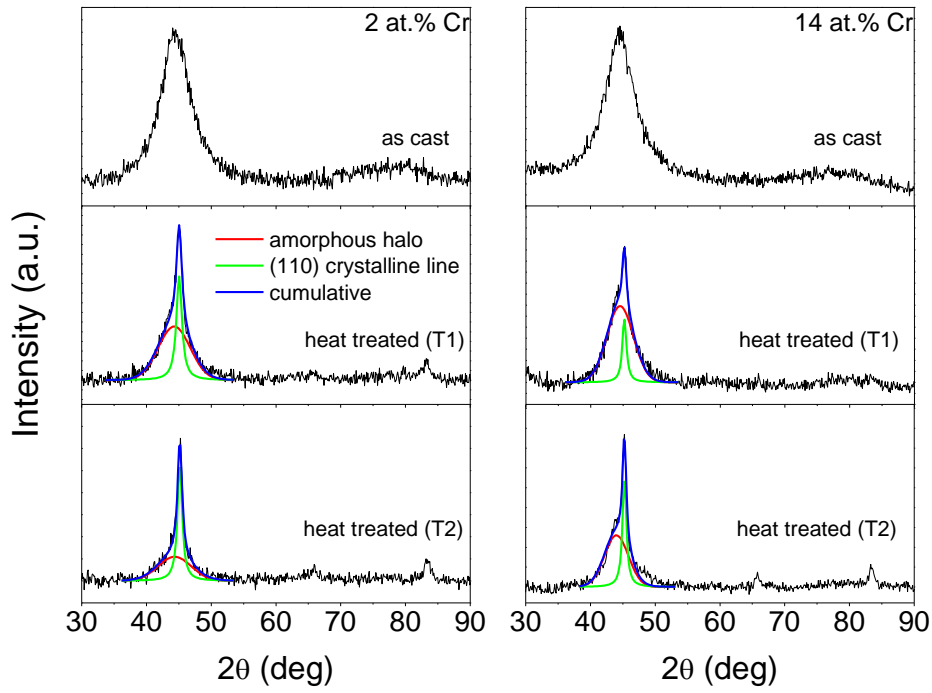 2 at.% Cr
14 at.% Cr
as cast
as cast
amorphous halo
(110) crystalline line
cumulative
heat treated (T1)
heat treated (T1)
heat treated (T2)
heat treated (T2)
Intensity (a.u.)
30 40 50 60 70 80 90
30 40 50 60 70 80 90
2θ (deg)
2θ (deg)